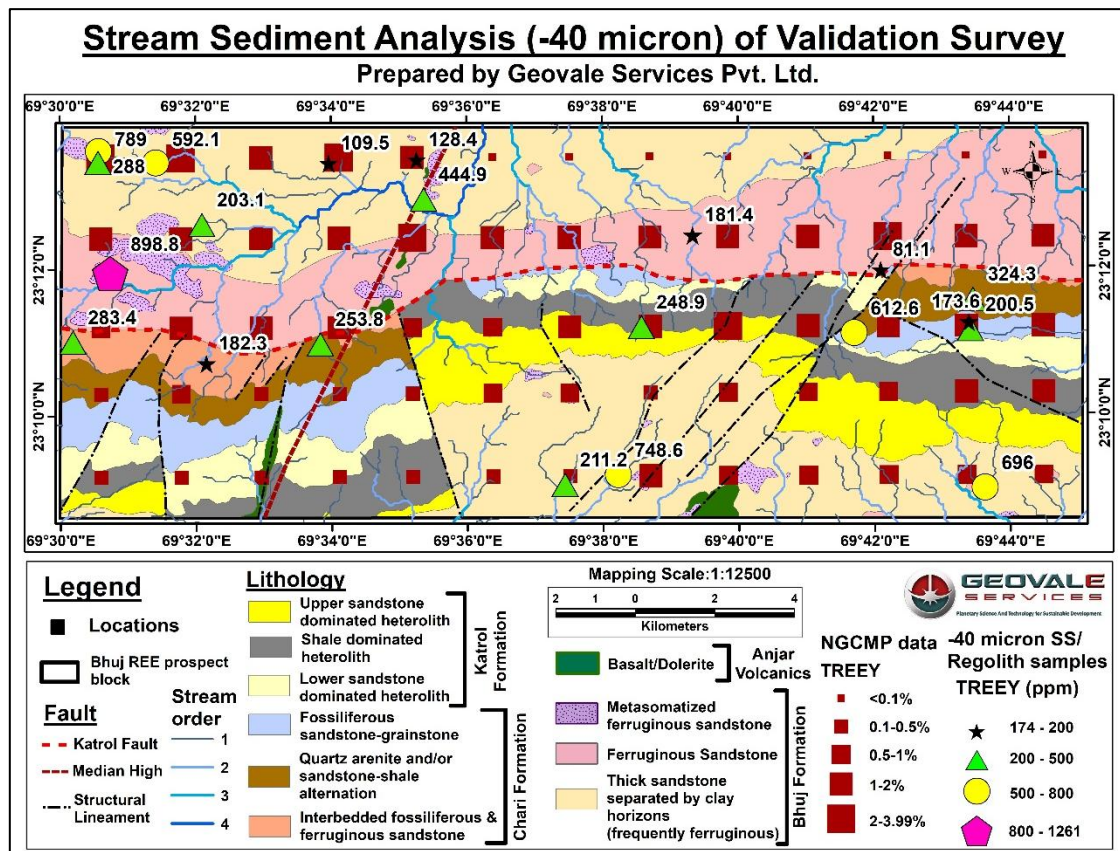 Stream Sediment Analysis (-40 micron) of Validation Survey
Prepared by Geovale Services Pvt. Ltd.
69°30'0"E 69°32'0"E 69°34'0"E 69°36'0"E 69°38'0"E 69°40'0"E 69°42'0"E 69°44'0"E
789 592.1 109.5 128.4
288 444.9
N
W E
S
203.1 181.4
898.8 81.1
23°12'0"N 23°12'0"N
324.3
283.4 253.8 248.9 612.6 173.6 200.5
182.3
23°10'0"N 23°10'0"N
211.2 748.6 696
69°30'0"E 69°32'0"E 69°34'0"E 69°36'0"E 69°38'0"E 69°40'0"E 69°42'0"E 69°44'0"E
Legend
Locations
Bhuj REE prospect
block
Fault
Katrol Fault
Median High
Structural
Lineament
Stream
order
1
2
3
4
Lithology
Upper sandstone
dominated heterolith
Shale dominated
heterolith
Lower sandstone
dominated heterolith
Katrol
Formation
Fossiliferous
sandstone-grainstone
Quartz arenite and/or
sandstone-shale
alternation
Interbedded fossiliferous &
ferruginous sandstone
Chari Formation
Mapping Scale:1:12500
2 1 0 2 4
Kilometers
Basalt/Dolerite
Anjar
Volcanics
Metasomatized
ferruginous sandstone
Ferruginous Sandstone
Thick sandstone
separated by clay
horizons
(frequently ferruginous)
Bhuj Formation
GEOVALE
SERVICES
Planetary Science And Technology for Sustainable Development
NGCMP data
TREEY
<0.1%
0.1-0.5%
0.5-1%
1-2%
2-3.99%
-40 micron SS/
Regolith samples
TREEY (ppm)
174 - 200
200 - 500
500 - 800
800 - 1261